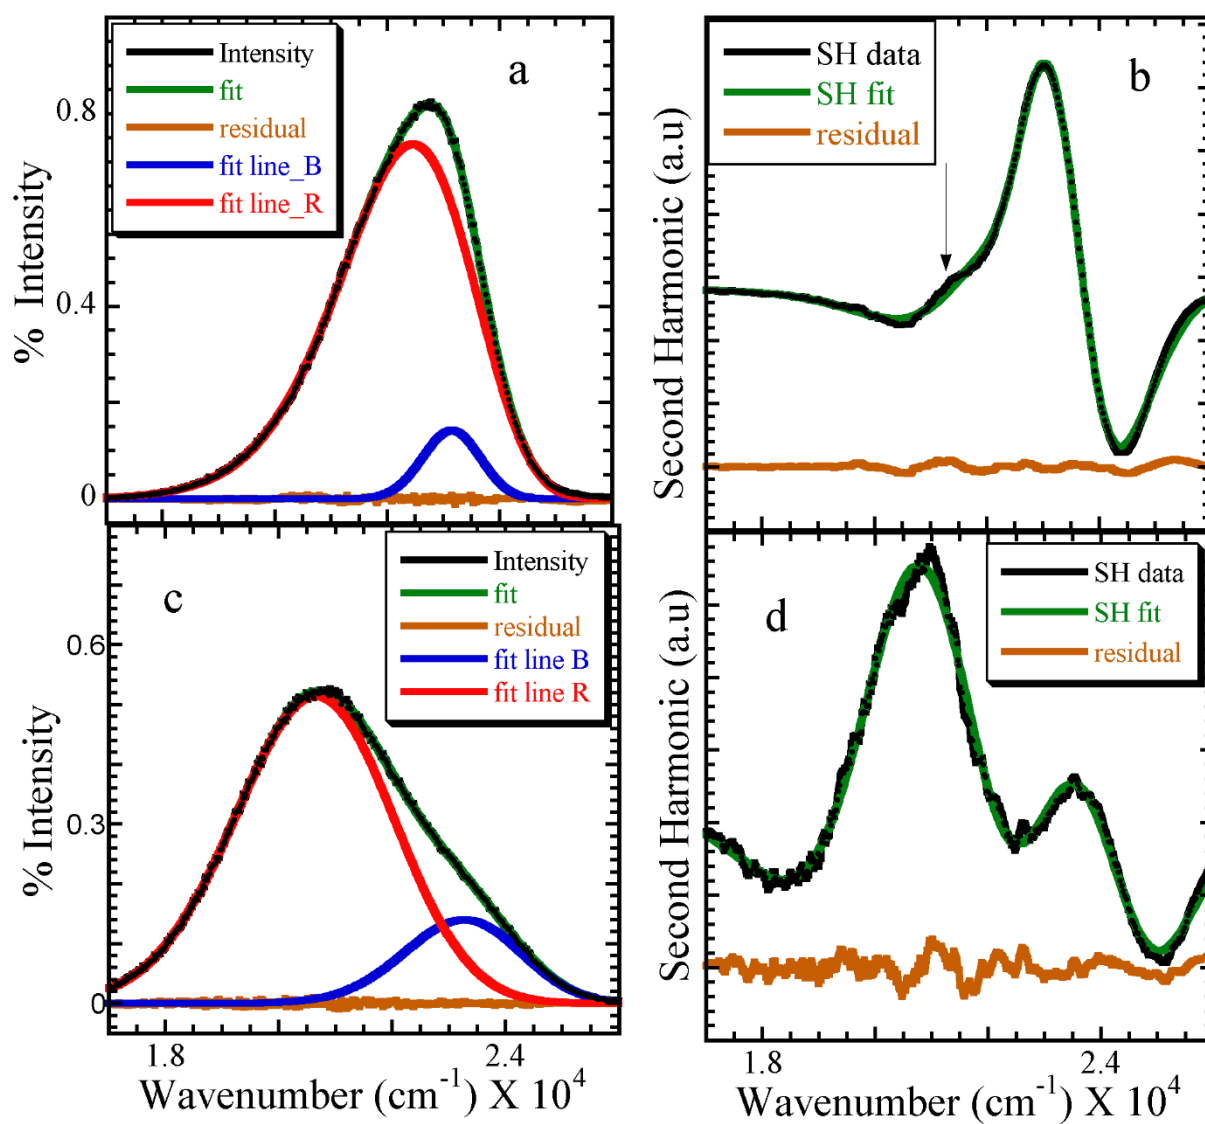 a
Intensity
fit
residual
fit line_B
fit line_R
% Intensity
0.8
0.4
0
b
SH data
SH fit
residual
Second Harmonic (a.u)
c
Intensity
fit
residual
fit line B
fit line R
% Intensity
0.6
0.3
0
1.8
2.4
Wavenumber (cm⁻¹) X 10⁴
d
SH data
SH fit
residual
Second Harmonic (a.u)
1.8
2.4
Wavenumber (cm⁻¹) X 10⁴